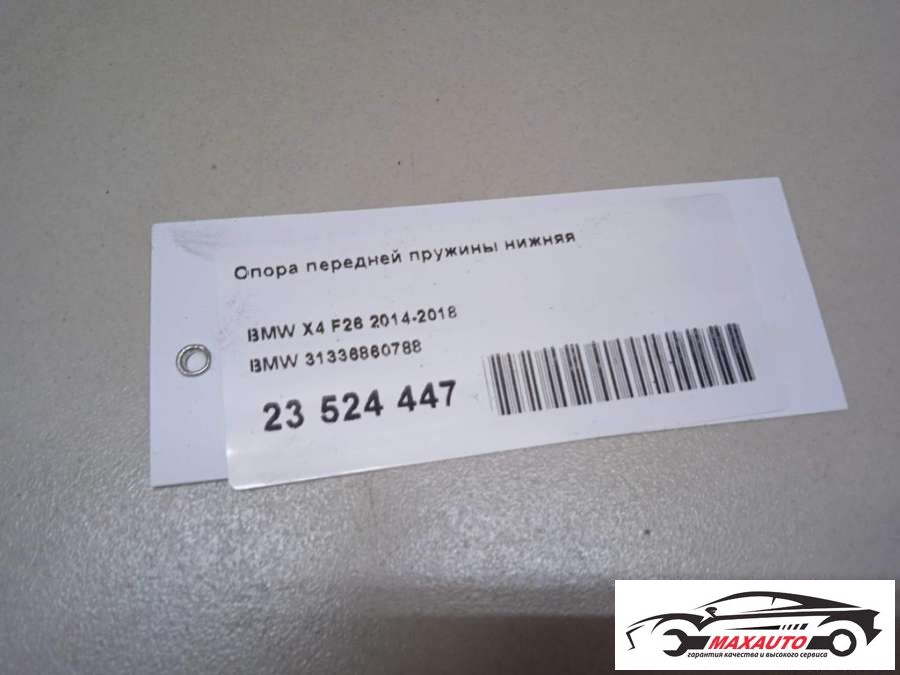 Опора передней пружины нижняя
BMW X4 F26 2014-2018
BMW 31336860788
23 524 447
MAXAUTO
гарантия качества и высокого сервиса